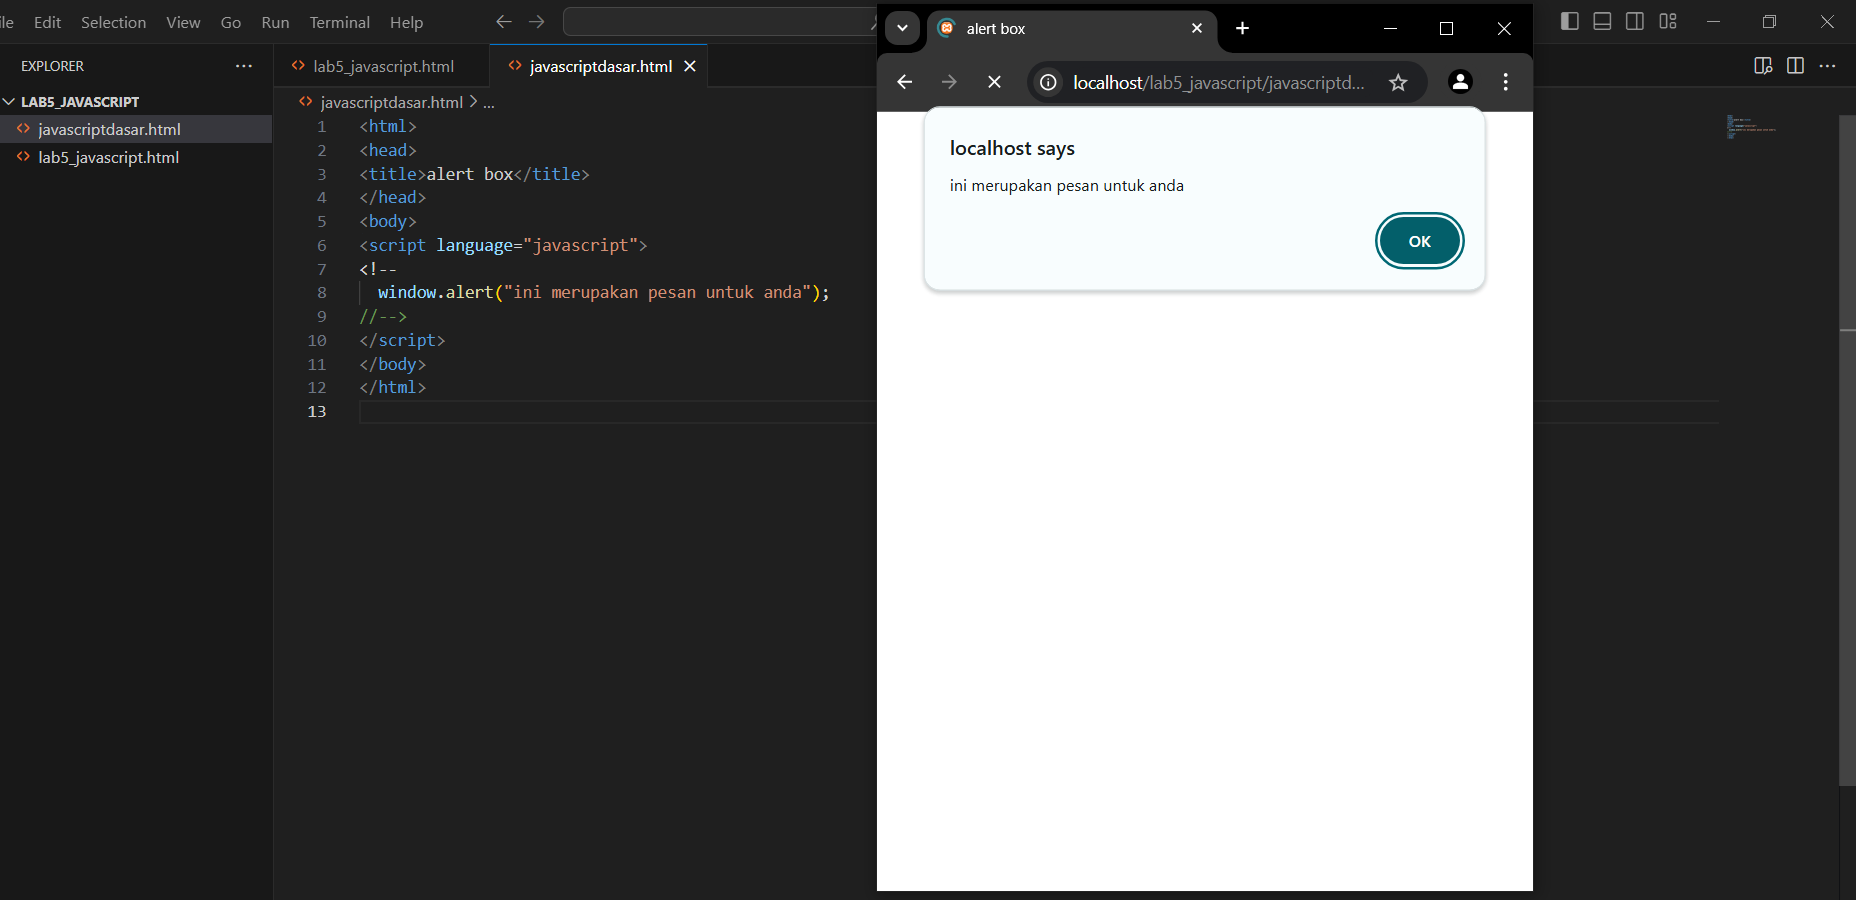 ile Edit Selection View Go Run Terminal Help
EXPLORER
LAB5_JAVASCRIPT
javascriptdasar.html
lab5_javascript.html
lab5_javascript.html
javascriptdasar.html
javascriptdasar.html > ...
1 <html>
2 <head>
3 <title>alert box</title>
4 </head>
5 <body>
6 <script language="javascript">
7 <!--
8 window.alert("ini merupakan pesan untuk anda");
9 //-->
10 </script>
11 </body>
12 </html>
13
alert box
localhost/lab5_javascript/javascriptd...
localhost says
ini merupakan pesan untuk anda
OK